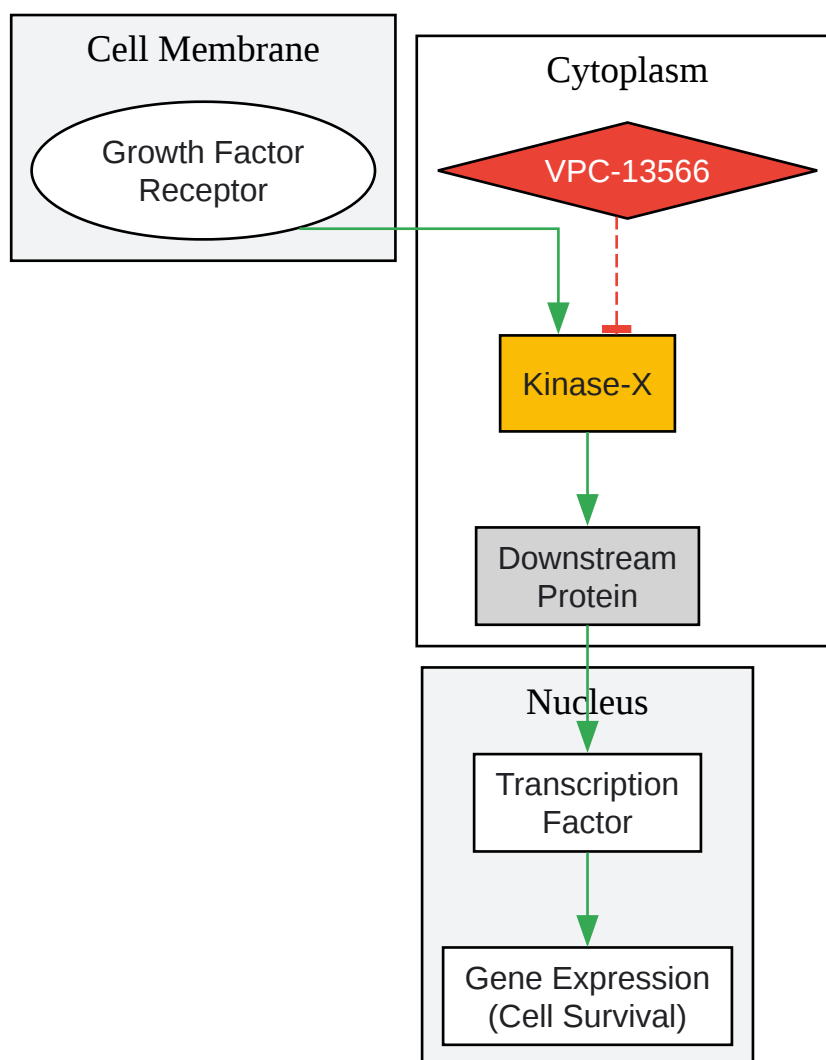 Cell Membrane
Growth Factor
Receptor
Cytoplasm
VPC-13566
Kinase-X
Downstream
Protein
Nucleus
Transcription
Factor
Gene Expression
(Cell Survival)